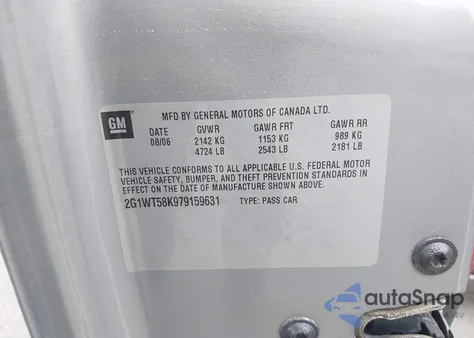 GM
MFD BY GENERAL MOTORS OF CANADA LTD.
DATE GVWR GAWR FRT GAWR RR
08/06 2142 KG 1153 KG 989 KG
4724 LB 2543 LB 2181 LB
THIS VEHICLE CONFORMS TO ALL APPLICABLE U.S. FEDERAL MOTOR
VEHICLE SAFETY, BUMPER, AND THEFT PREVENTION STANDARDS IN
EFFECT ON THE DATE OF MANUFACTURE SHOWN ABOVE.
2G1WT58K979159631 TYPE: PASS CAR
autoSnap